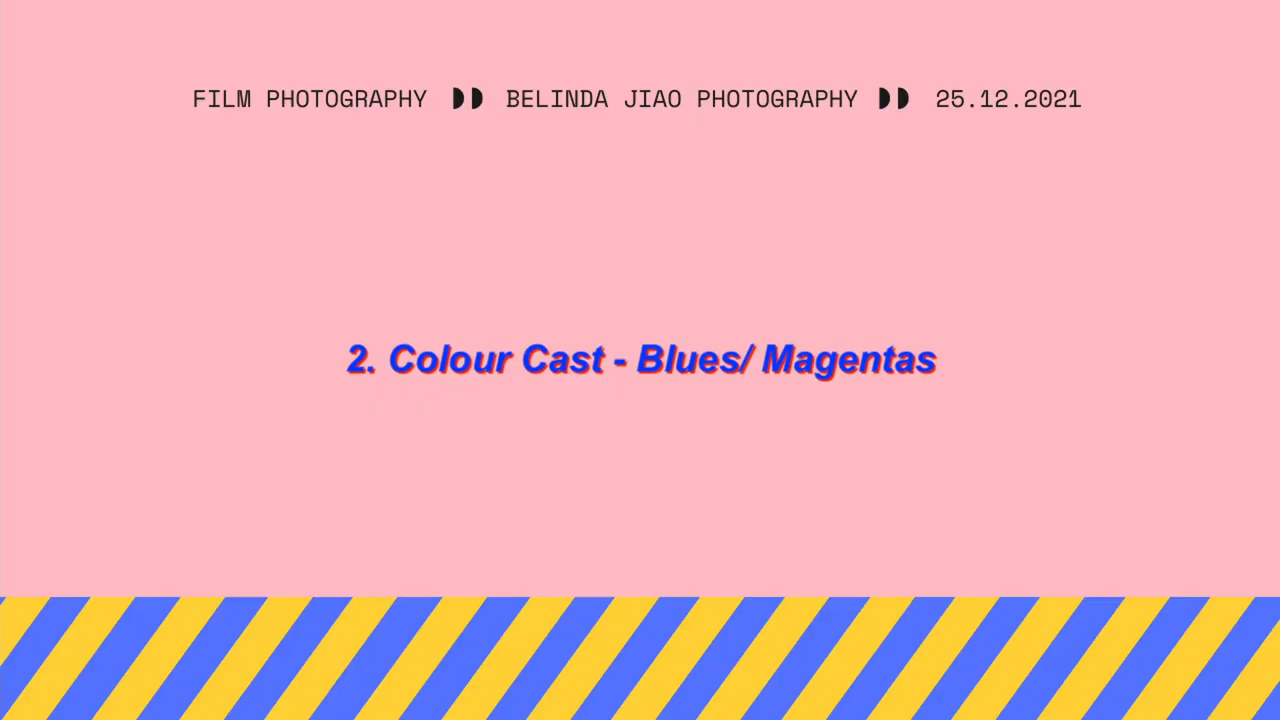 FILM PHOTOGRAPHY BELINDA JIAO PHOTOGRAPHY 25.12.2021
2. Colour Cast - Blues/ Magentas